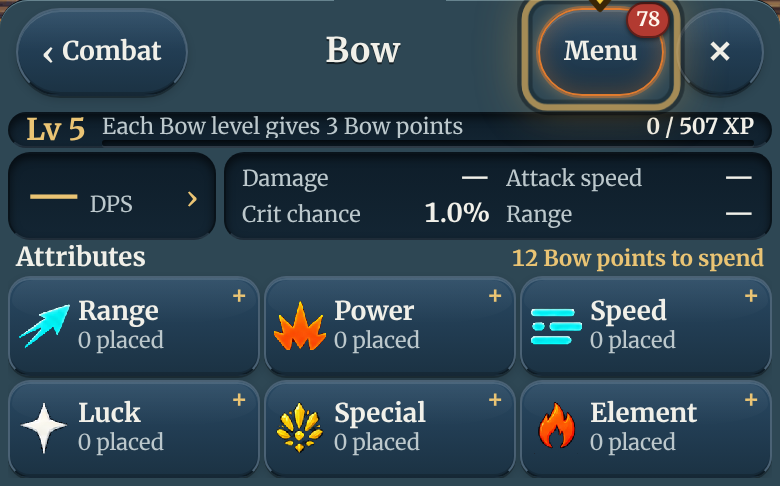 ‹ Combat
Bow
Menu
78
×
Lv 5
Each Bow level gives 3 Bow points
0 / 507 XP
— DPS ›
Damage —
Attack speed —
Crit chance 1.0%
Range —
Attributes
12 Bow points to spend
Range +
0 placed
Power +
0 placed
Speed +
0 placed
Luck +
0 placed
Special +
0 placed
Element +
0 placed